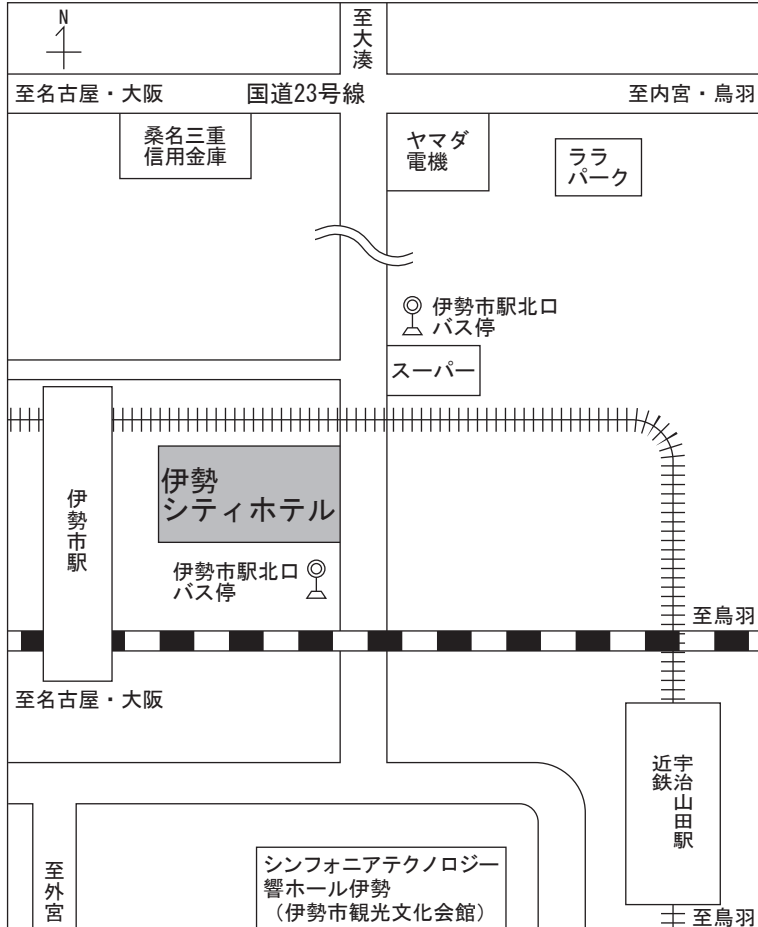 N
至大湊
至名古屋・大阪
国道23号線
至内宮・鳥羽
桑名三重
信用金庫
ヤマダ
電機
ララ
パーク
伊勢市駅北口
バス停
スーパー
伊勢
シティホテル
伊勢市駅
伊勢市駅北口
バス停
至鳥羽
至名古屋・大阪
近鉄
宇治山田駅
至外宮
シンフォニアテクノロジー
響ホール伊勢
（伊勢市観光文化会館）
至鳥羽